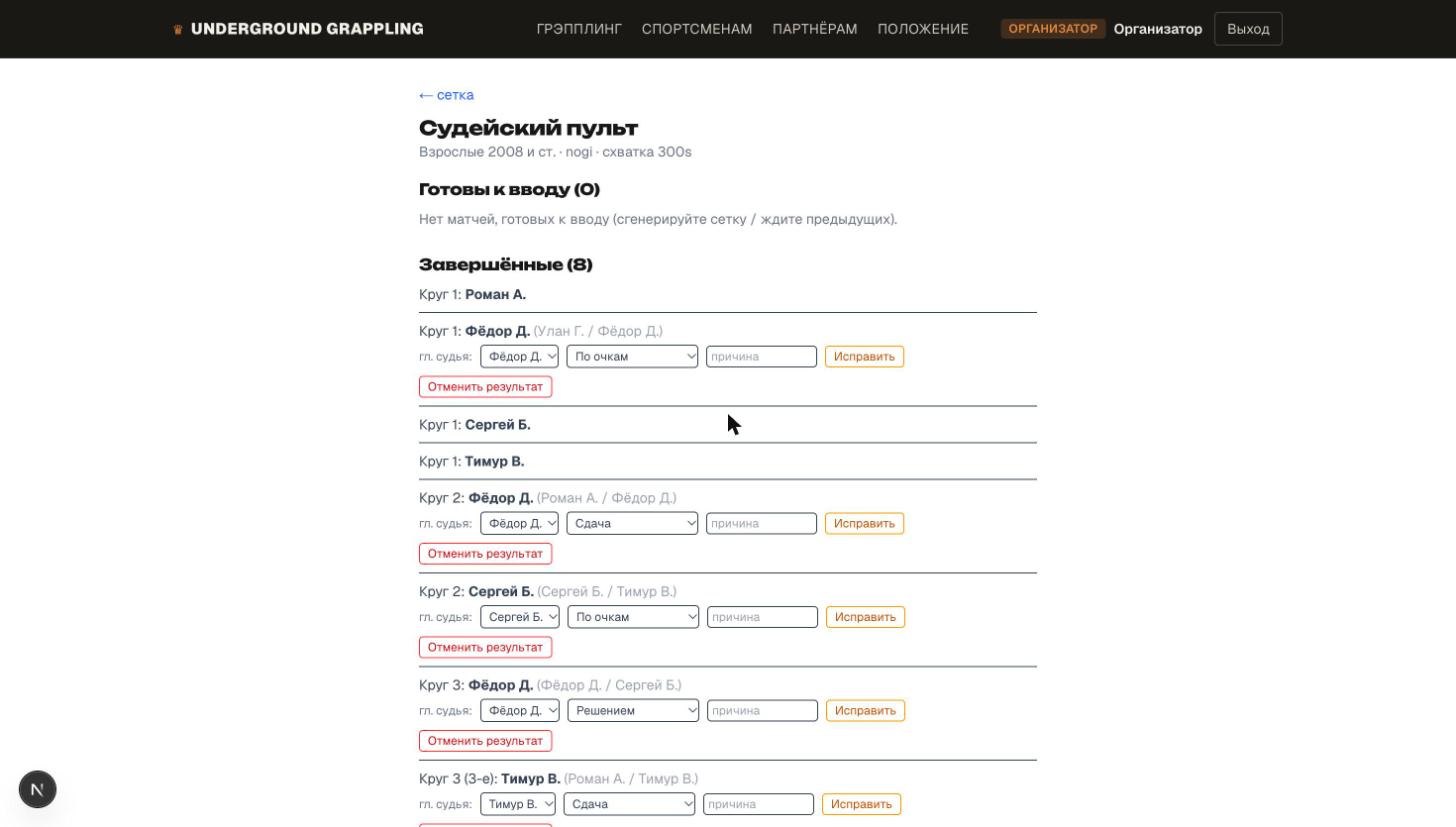 UNDERGROUND GRAPPLING ГРЭППЛИНГ СПОРТСМЕНАМ ПАРТНЁРАМ ПОЛОЖЕНИЕ ОРГАНИЗАТОР Организатор Выход
← сетка
Судейский пульт
Взрослые 2008 и ст. · nogi · схватка 300s
Готовы к вводу (0)
Нет матчей, готовых к вводу (сгенерируйте сетку / ждите предыдущих).
Завершённые (8)
Круг 1: Роман А.
Круг 1: Фёдор Д. (Улан Г. / Фёдор Д.)
гл. судья: Фёдор Д. По очкам причина Исправить
Отменить результат
Круг 1: Сергей Б.
Круг 1: Тимур В.
Круг 2: Фёдор Д. (Роман А. / Фёдор Д.)
гл. судья: Фёдор Д. Сдача причина Исправить
Отменить результат
Круг 2: Сергей Б. (Сергей Б. / Тимур В.)
гл. судья: Сергей Б. По очкам причина Исправить
Отменить результат
Круг 3: Фёдор Д. (Фёдор Д. / Сергей Б.)
гл. судья: Фёдор Д. Решением причина Исправить
Отменить результат
Круг 3 (3-е): Тимур В. (Роман А. / Тимур В.)
гл. судья: Тимур В. Сдача причина Исправить
N